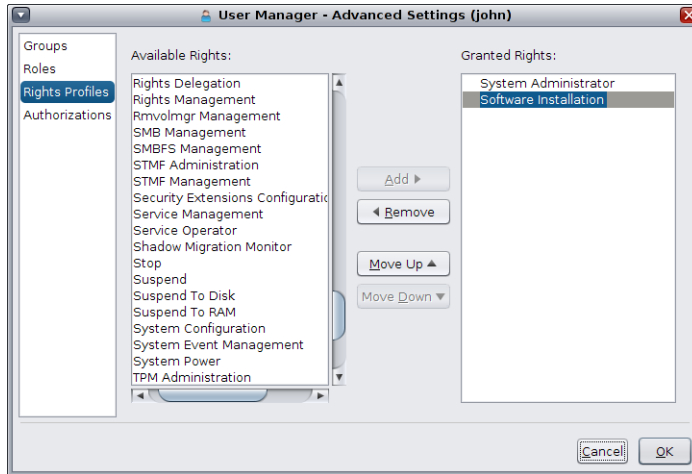 User Manager - Advanced Settings (john)
Groups
Roles
Rights Profiles
Authorizations
Available Rights:
Rights Delegation
Rights Management
Rmvolmgr Management
SMB Management
SMBFS Management
STMF Administration
STMF Management
Security Extensions Configuratic
Service Management
Service Operator
Shadow Migration Monitor
Stop
Suspend
Suspend To Disk
Suspend To RAM
System Configuration
System Event Management
System Power
TPM Administration
Add
Remove
Move Up
Move Down
Granted Rights:
System Administrator
Software Installation
Cancel
OK